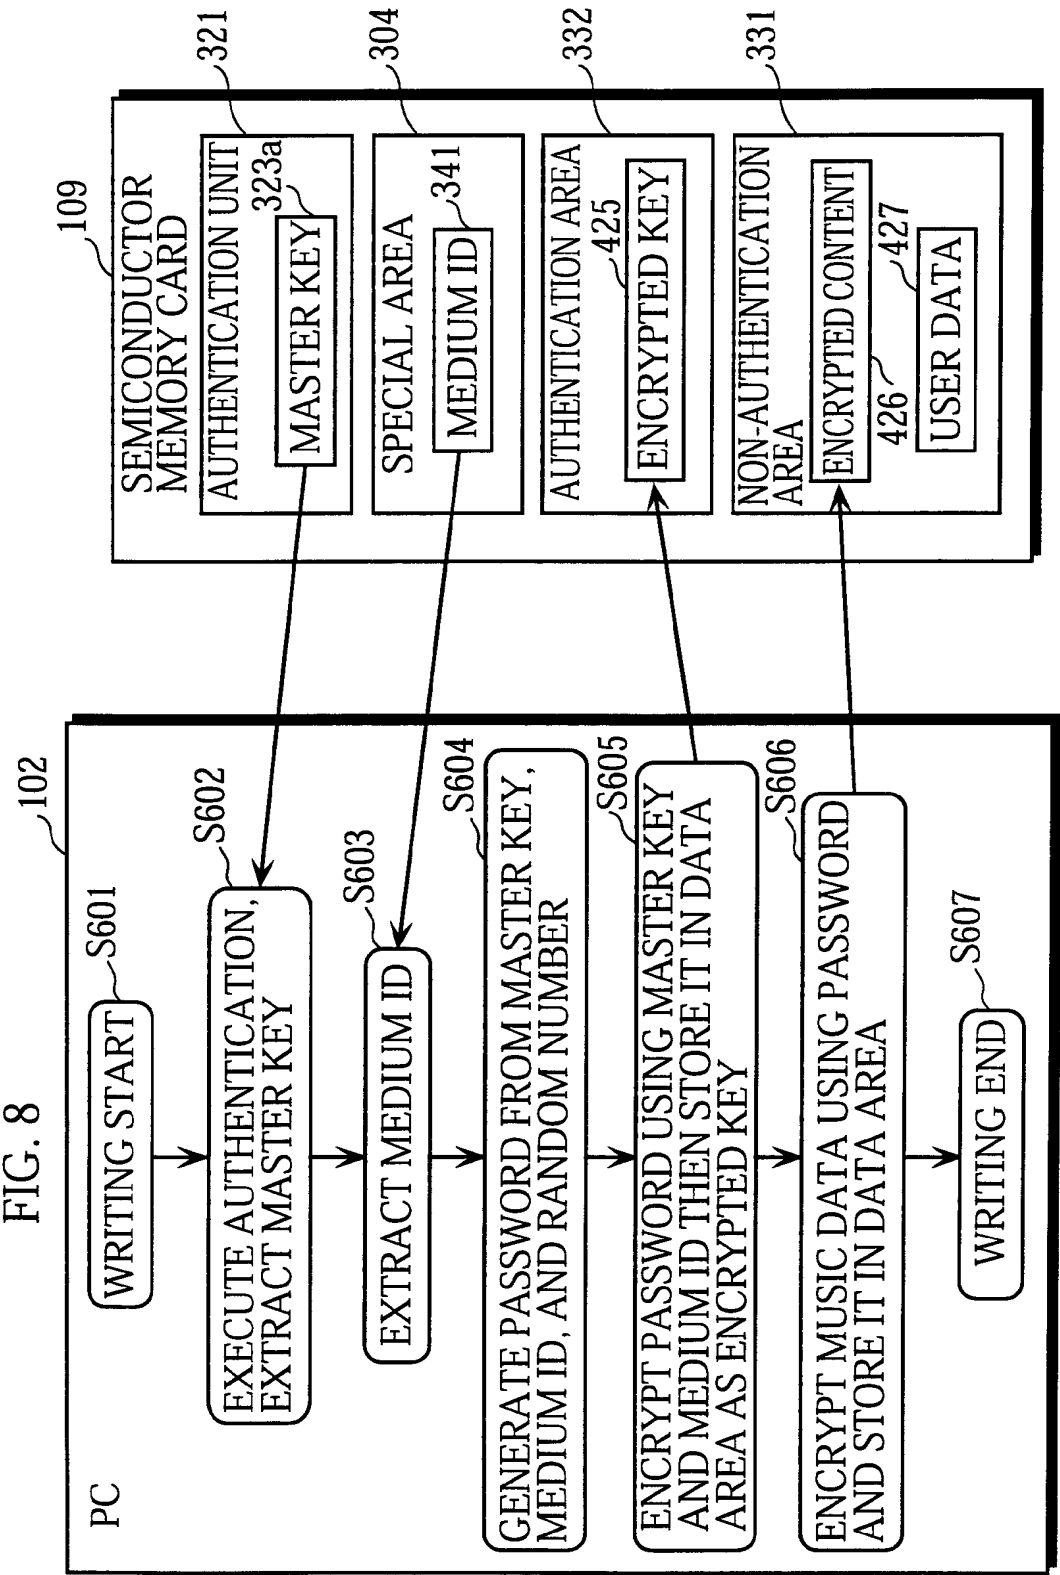 FIG. 8
102
PC
S601
WRITING START
S602
EXECUTE AUTHENTICATION,
EXTRACT MASTER KEY
S603
EXTRACT MEDIUM ID
S604
GENERATE PASSWORD FROM MASTER KEY,
MEDIUM ID, AND RANDOM NUMBER
S605
ENCRYPT PASSWORD USING MASTER KEY
AND MEDIUM ID THEN STORE IT IN DATA
AREA AS ENCRYPTED KEY
S606
ENCRYPT MUSIC DATA USING PASSWORD
AND STORE IT IN DATA AREA
S607
WRITING END
109
SEMICONDUCTOR
MEMORY CARD
321
AUTHENTICATION UNIT
323a
MASTER KEY
304
SPECIAL AREA
341
MEDIUM ID
332
AUTHENTICATION AREA
425
ENCRYPTED KEY
331
NON-AUTHENTICATION
AREA
ENCRYPTED CONTENT
426
427
USER DATA